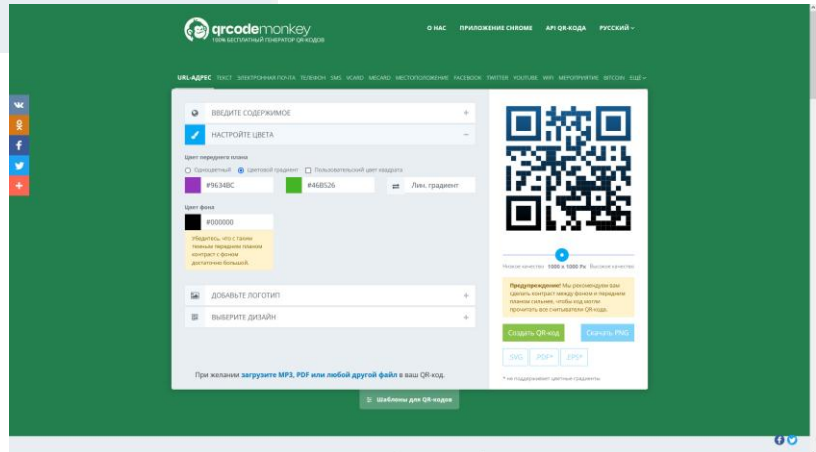 qrcodemonkey
100% БЕСПЛАТНЫЙ ГЕНЕРАТОР QR-КОДОВ
О НАС ПРИЛОЖЕНИЕ CHROME API QR-КОДА РУССКИЙ
URL-АДРЕС ТЕКСТ ЭЛЕКТРОННАЯ ПОЧТА ТЕЛЕФОН SMS VCARD MECARD МЕСТОПОЛОЖЕНИЕ FACEBOOK TWITTER YOUTUBE WIFI МЕРОПРИЯТИЕ BITCOIN ЕЩЁ
ВВЕДИТЕ СОДЕРЖИМОЕ +
НАСТРОЙТЕ ЦВЕТА −
Цвет переднего плана
Одноцветный Цветовой градиент Пользовательский цвет квадрата
#9634BC #46B526 Лин. градиент
Цвет фона
#000000
Убедитесь, что с таким
темным передним планом
контраст с фоном
достаточно большой.
ДОБАВЬТЕ ЛОГОТИП +
ВЫБЕРИТЕ ДИЗАЙН +
При желании загрузите MP3, PDF или любой другой файл в ваш QR-код.
Низкое качество 1000 x 1000 Px Высокое качество
Предупреждение! Мы рекомендуем вам
сделать контраст между фоном и передним
планом сильнее, чтобы код могли
прочитать все считыватели QR-кода.
Создать QR-код Скачать PNG
.SVG .PDF* .EPS*
* не поддерживает цветные градиенты
Шаблоны для QR-кодов